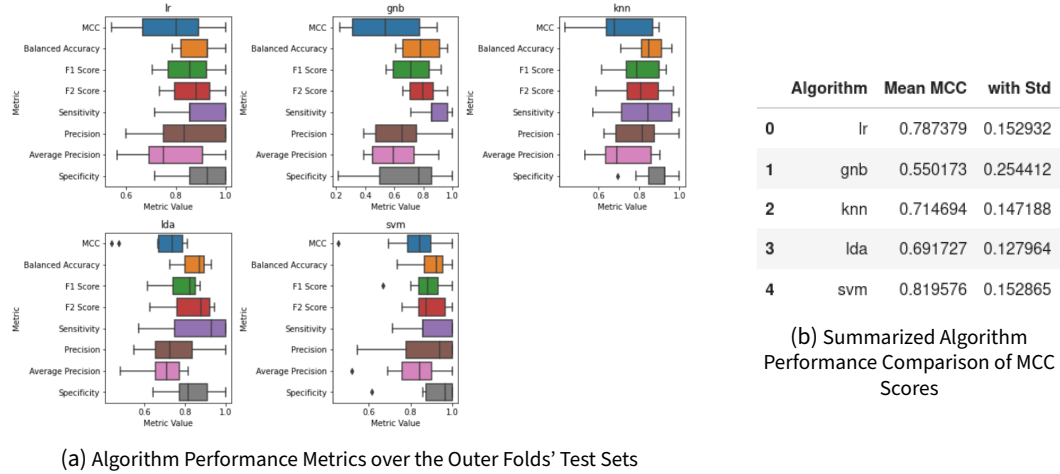 lr
Metric
MCC
Balanced Accuracy
F1 Score
F2 Score
Sensitivity
Precision
Average Precision
Specificity
0.6 0.8 1.0
Metric Value
gnb
Metric
MCC
Balanced Accuracy
F1 Score
F2 Score
Sensitivity
Precision
Average Precision
Specificity
0.2 0.4 0.6 0.8 1.0
Metric Value
knn
Metric
MCC
Balanced Accuracy
F1 Score
F2 Score
Sensitivity
Precision
Average Precision
Specificity
0.6 0.8 1.0
Metric Value
lda
Metric
MCC
Balanced Accuracy
F1 Score
F2 Score
Sensitivity
Precision
Average Precision
Specificity
0.6 0.8 1.0
Metric Value
svm
Metric
MCC
Balanced Accuracy
F1 Score
F2 Score
Sensitivity
Precision
Average Precision
Specificity
0.6 0.8 1.0
Metric Value
(a) Algorithm Performance Metrics over the Outer Folds’ Test Sets
Algorithm Mean MCC with Std
0 lr 0.787379 0.152932
1 gnb 0.550173 0.254412
2 knn 0.714694 0.147188
3 lda 0.691727 0.127964
4 svm 0.819576 0.152865
(b) Summarized Algorithm
Performance Comparison of MCC
Scores